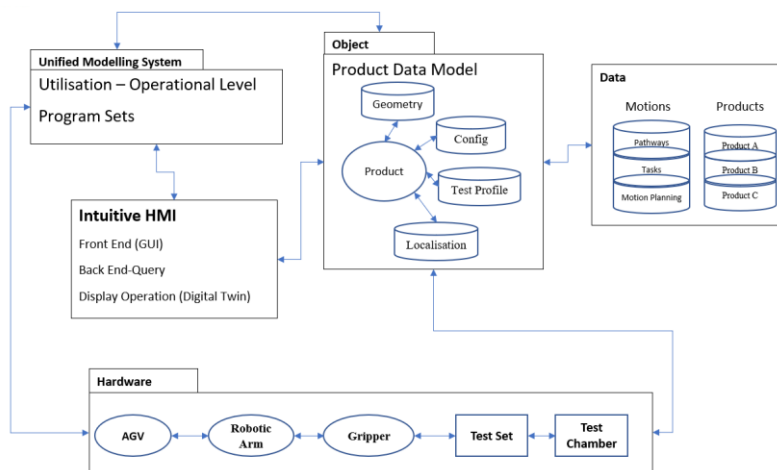 Unified Modelling System
Utilisation – Operational Level
Program Sets
Object
Product Data Model
Geometry
Config
Product
Test Profile
Localisation
Data
Motions
Products
Pathways
Tasks
Motion Planning
Product A
Product B
Product C
Intuitive HMI
Front End (GUI)
Back End-Query
Display Operation (Digital Twin)
Hardware
AGV
Robotic
Arm
Gripper
Test Set
Test
Chamber